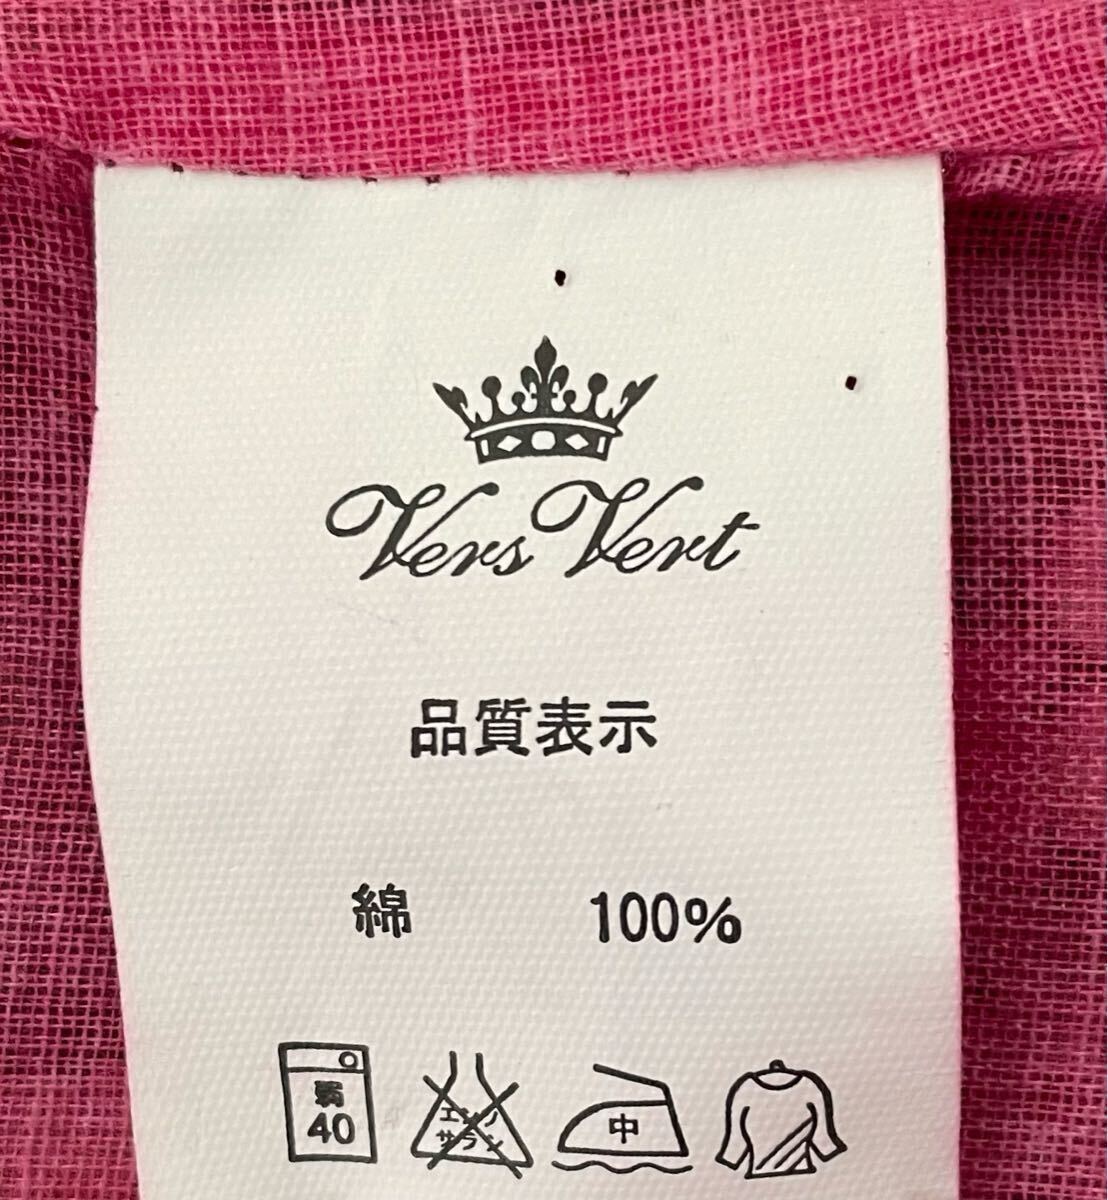 Vers Vert
品質表示
綿 100%
弱
40
エンソ
サラシ
中